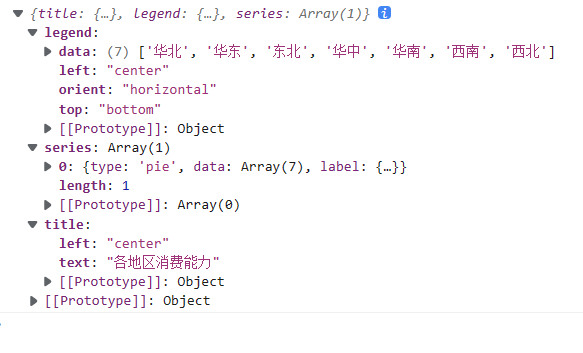 {title: {…}, legend: {…}, series: Array(1)}
legend:
data: (7) ['华北', '华东', '东北', '华中', '华南', '西南', '西北']
left: "center"
orient: "horizontal"
top: "bottom"
[[Prototype]]: Object
series: Array(1)
0: {type: 'pie', data: Array(7), label: {…}}
length: 1
[[Prototype]]: Array(0)
title:
left: "center"
text: "各地区消费能力"
[[Prototype]]: Object
[[Prototype]]: Object